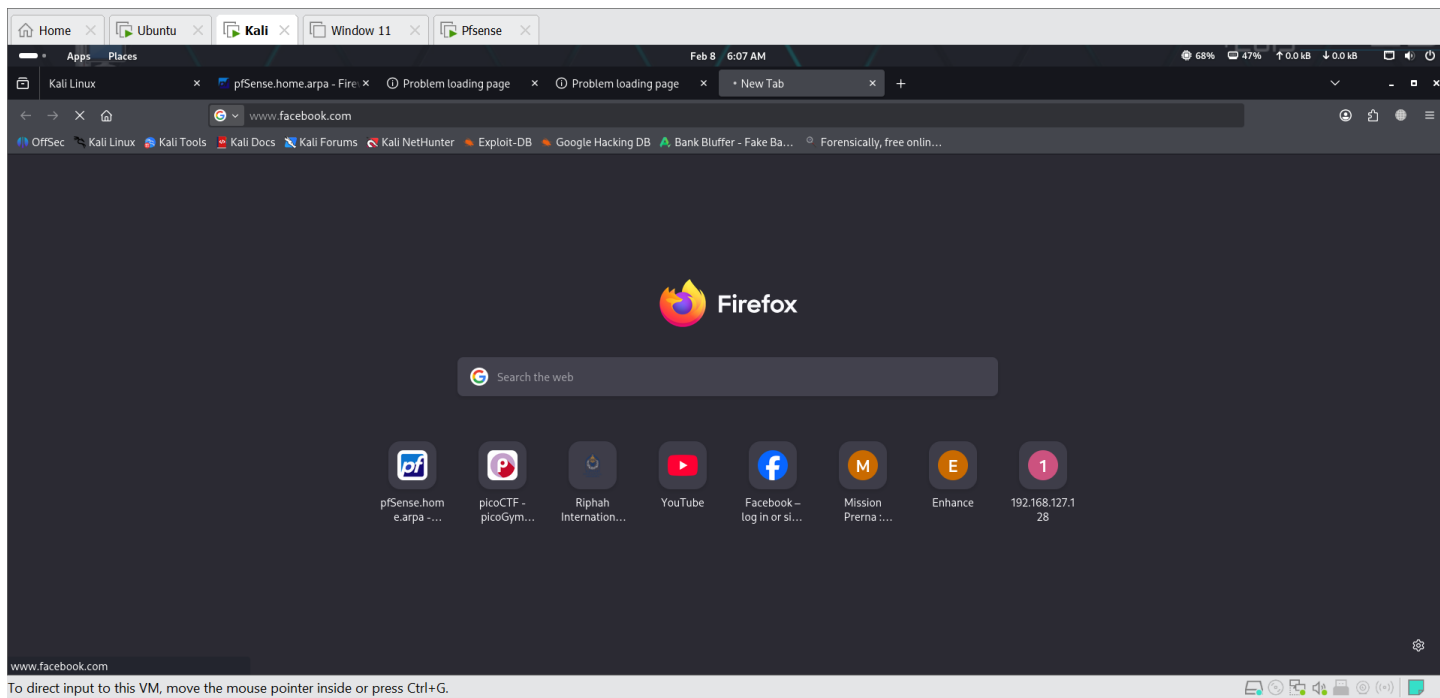 Home Ubuntu Kali Window 11 Pfsense
Apps Places Feb 8 6:07 AM 68% 47% ↑0.0 kB ↓0.0 kB
Kali Linux pfSense.home.arpa - Fire Problem loading page Problem loading page • New Tab
www.facebook.com
OffSec Kali Linux Kali Tools Kali Docs Kali Forums Kali NetHunter Exploit-DB Google Hacking DB Bank Bluffer - Fake Ba... Forensically, free onlin...
Firefox
Search the web
pf P M E 1
pfSense.hom picoCTF - Riphah YouTube Facebook – Mission Enhance 192.168.127.1
e.arpa -... picoGym... Internation... log in or si... Prerna :... 28
www.facebook.com
To direct input to this VM, move the mouse pointer inside or press Ctrl+G.